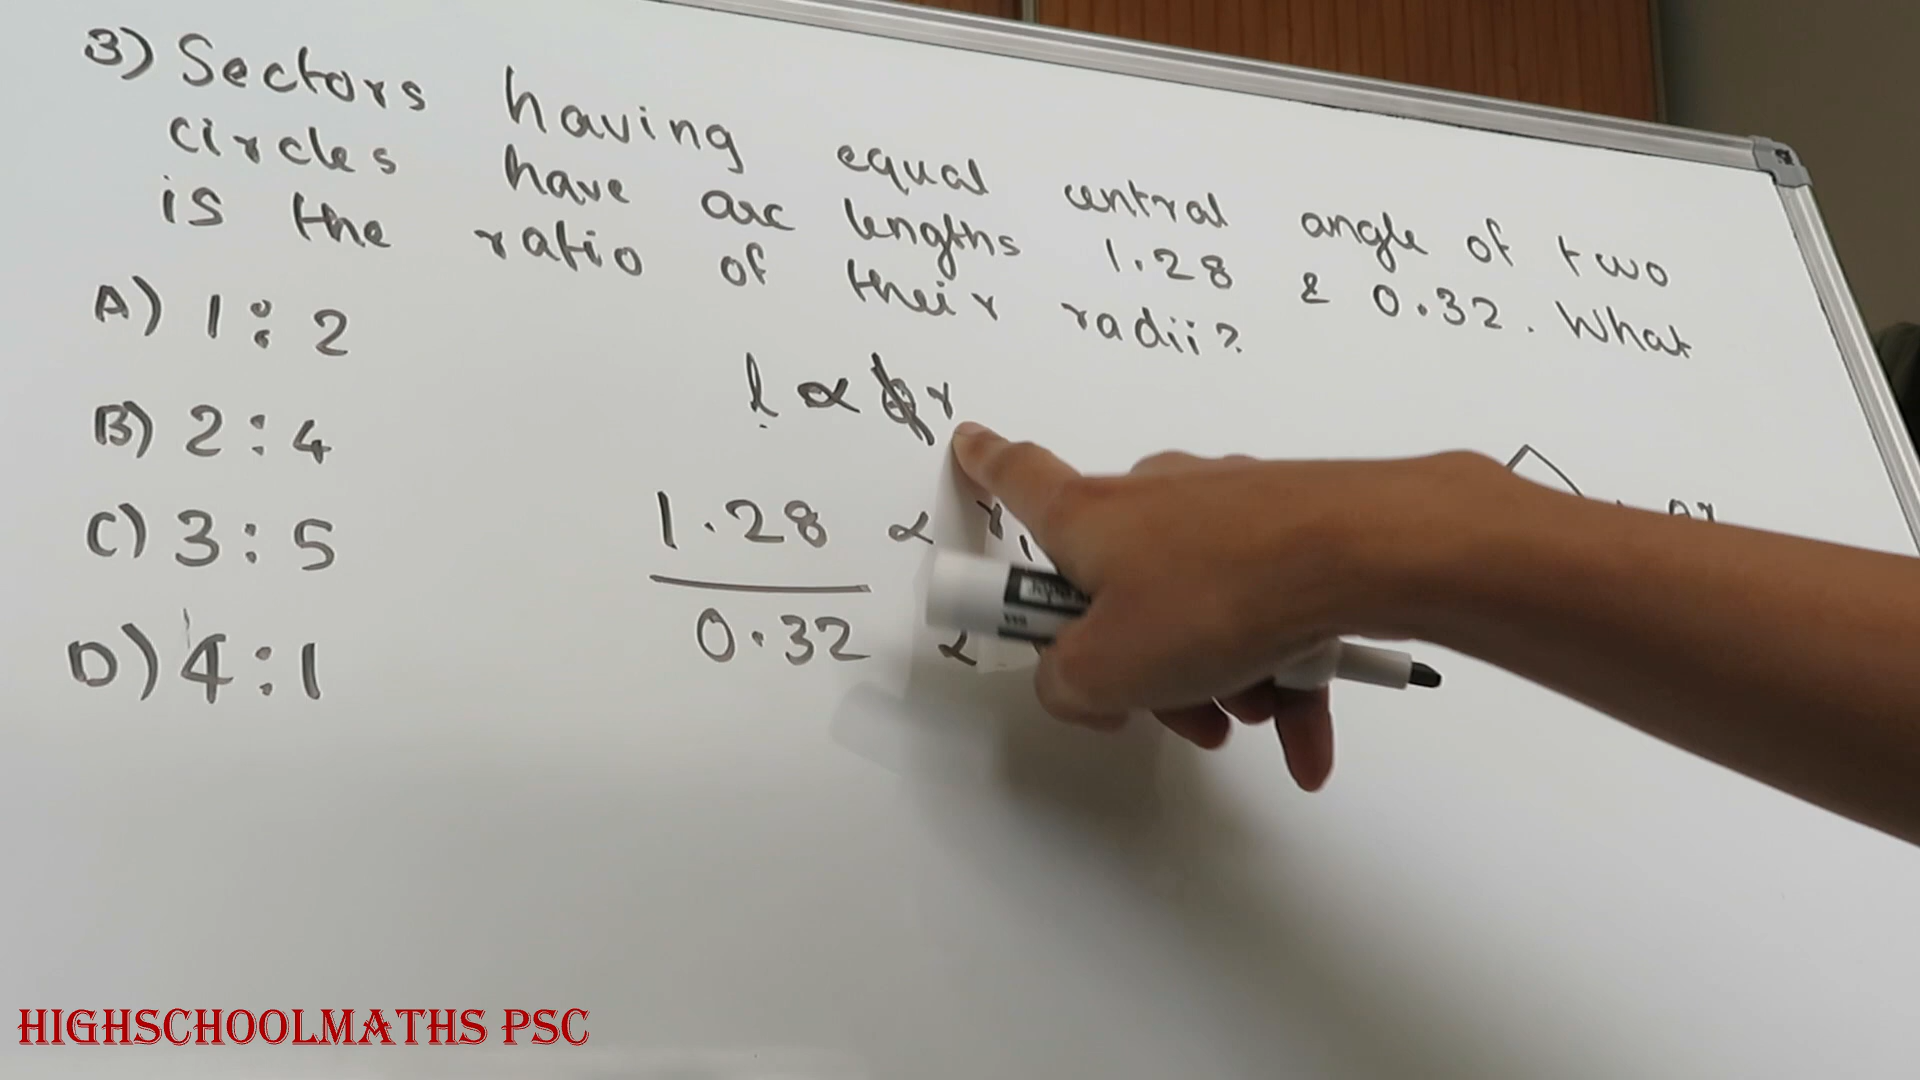 3) Sectors having equal central angle of two
circles have arc lengths 1.28 & 0.32. What
is the ratio of their radii?
A) 1 : 2
B) 2 : 4
C) 3 : 5
D) 4 : 1
l ∝ r
1.28 ∝ r₁
0.32 ∝
HIGHSCHOOLMATHS PSC